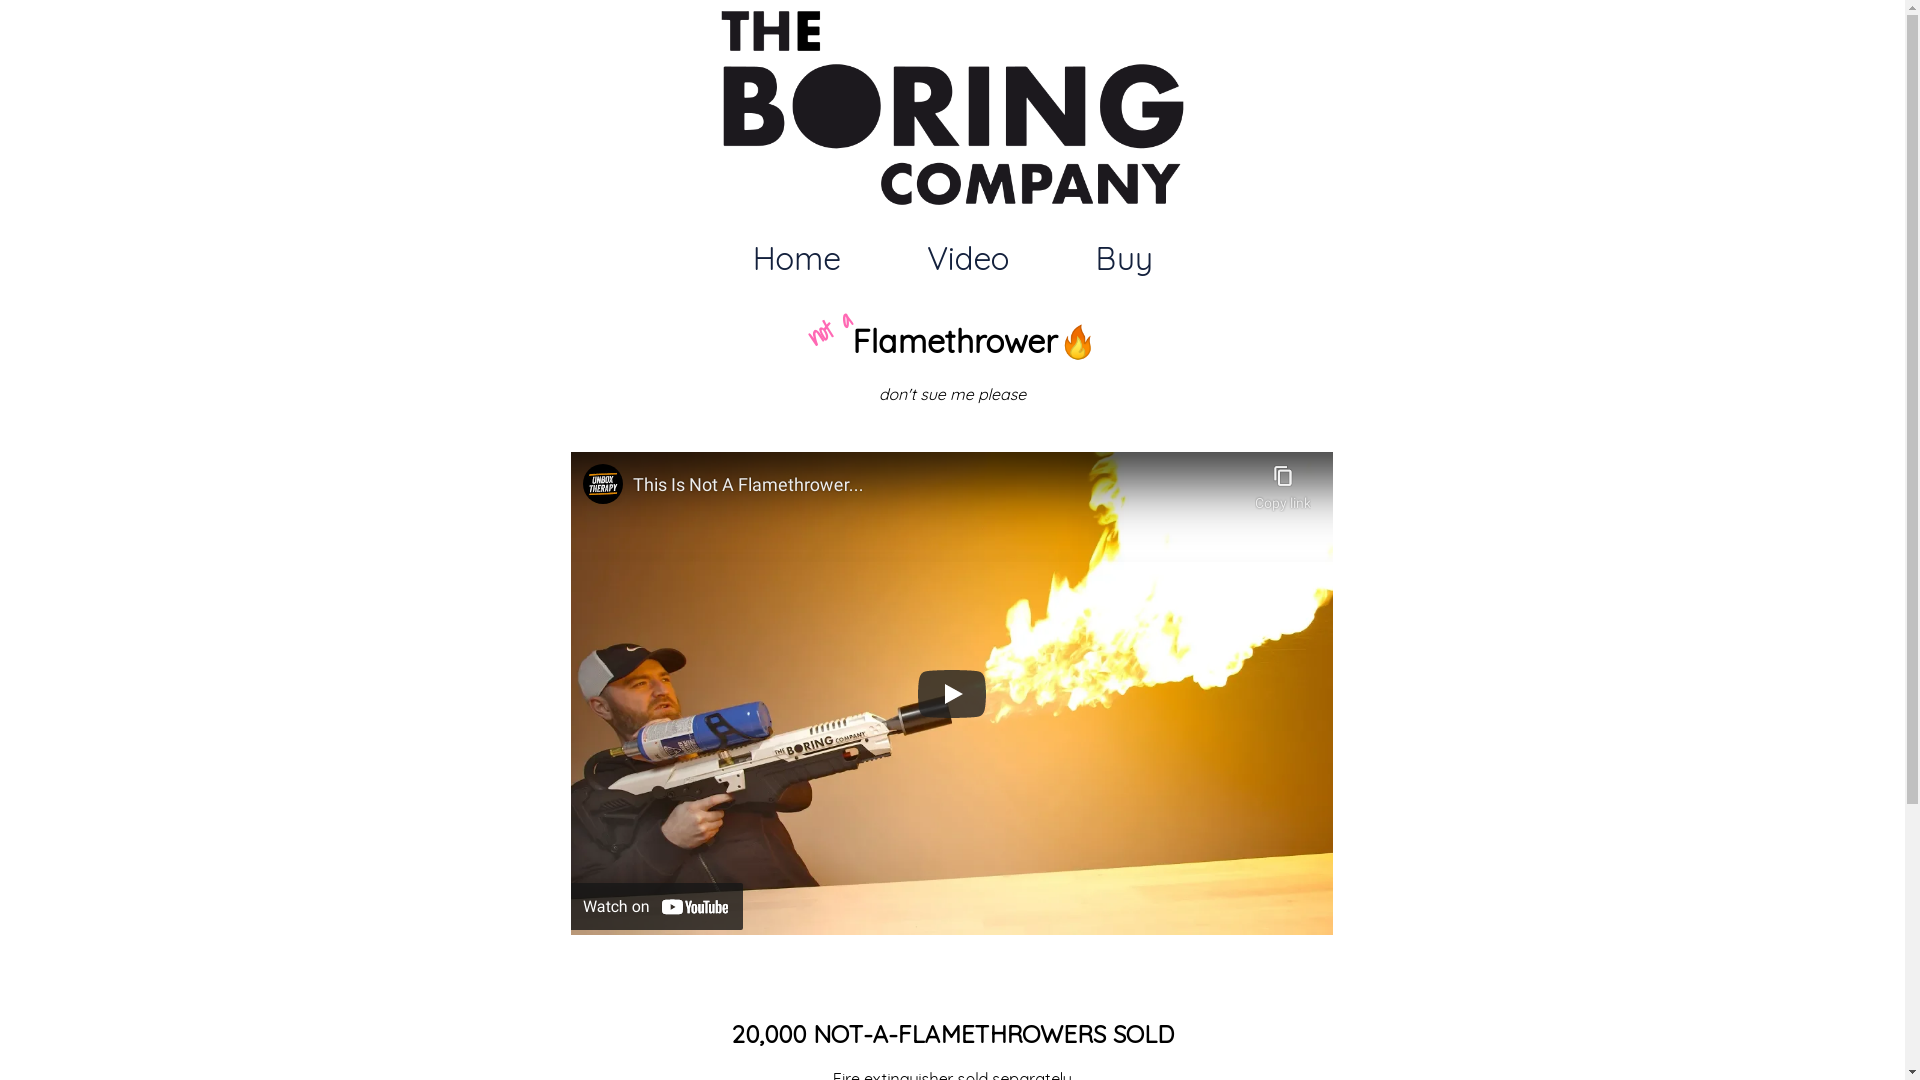 THE
BORING
COMPANY
Home Video Buy
not a
Flamethrower
don't sue me please
UNBOX
THERAPY
This Is Not A Flamethrower...
Copy link
THE BORING COMPANY
Watch on YouTube
20,000 NOT-A-FLAMETHROWERS SOLD
Fire extinguisher sold separately